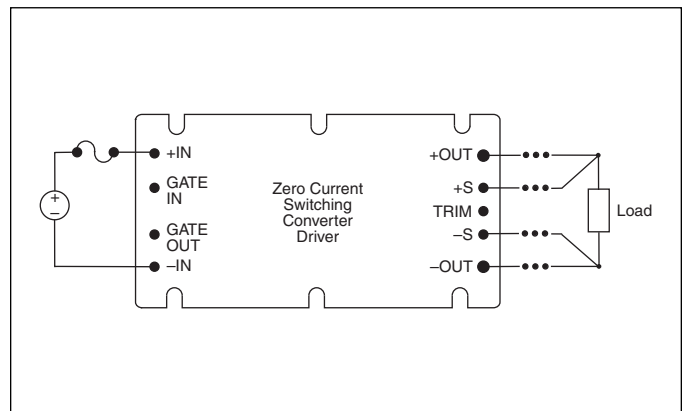 +IN
GATE
IN
GATE
OUT
–IN
Zero Current
Switching
Converter
Driver
+OUT
+S
TRIM
–S
–OUT
Load
+
–